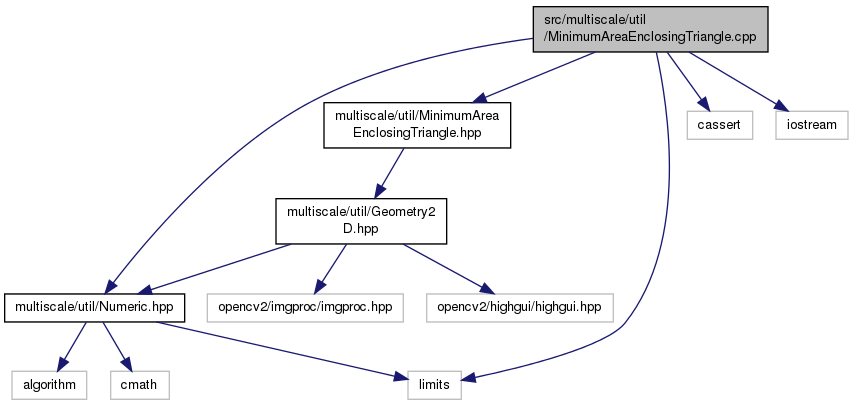 src/multiscale/util
/MinimumAreaEnclosingTriangle.cpp
multiscale/util/MinimumArea
EnclosingTriangle.hpp
cassert
iostream
multiscale/util/Geometry2
D.hpp
multiscale/util/Numeric.hpp
opencv2/imgproc/imgproc.hpp
opencv2/highgui/highgui.hpp
algorithm
cmath
limits